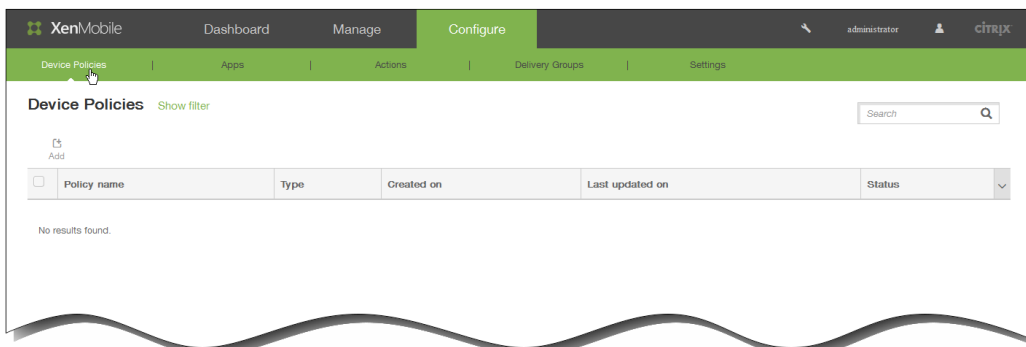 XenMobile Dashboard Manage Configure administrator CITRIX
Device Policies | Apps | Actions | Delivery Groups | Settings
Device Policies Show filter Search
Add
Policy name Type Created on Last updated on Status
No results found.